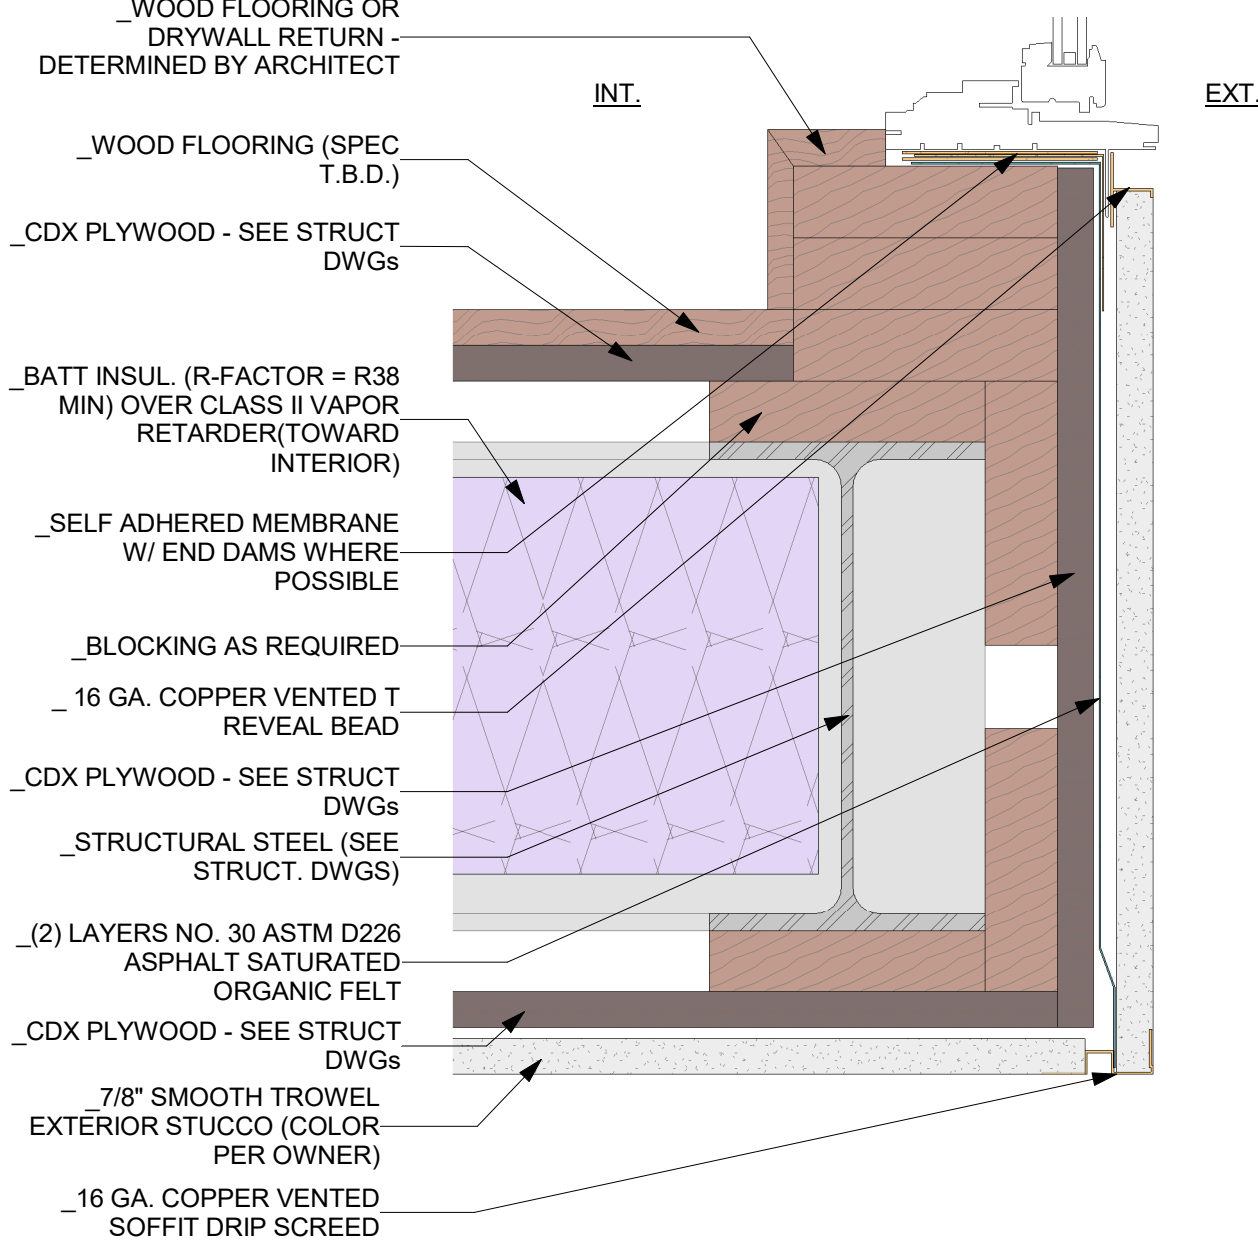 _WOOD FLOORING OR
DRYWALL RETURN -
DETERMINED BY ARCHITECT
INT.
EXT.
_WOOD FLOORING (SPEC
T.B.D.)
_CDX PLYWOOD - SEE STRUCT
DWGs
_BATT INSUL. (R-FACTOR = R38
MIN) OVER CLASS II VAPOR
RETARDER(TOWARD
INTERIOR)
_SELF ADHERED MEMBRANE
W/ END DAMS WHERE
POSSIBLE
_BLOCKING AS REQUIRED
_ 16 GA. COPPER VENTED T
REVEAL BEAD
_CDX PLYWOOD - SEE STRUCT
DWGs
_STRUCTURAL STEEL (SEE
STRUCT. DWGS)
_(2) LAYERS NO. 30 ASTM D226
ASPHALT SATURATED
ORGANIC FELT
_CDX PLYWOOD - SEE STRUCT
DWGs
_7/8" SMOOTH TROWEL
EXTERIOR STUCCO (COLOR
PER OWNER)
_16 GA. COPPER VENTED
SOFFIT DRIP SCREED